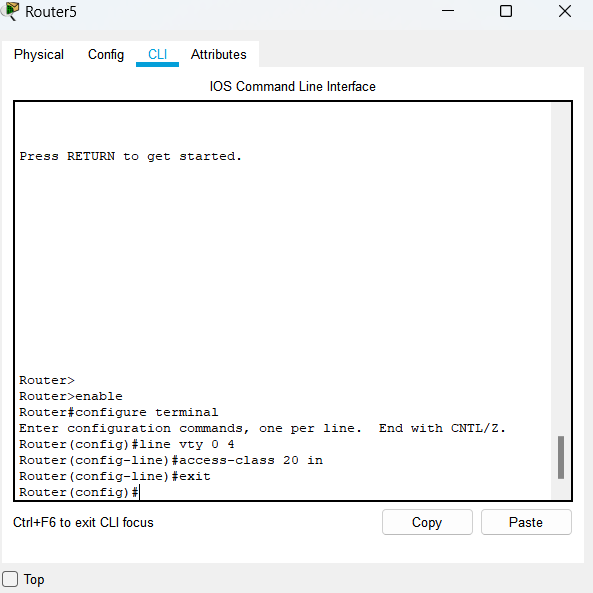 Router5
Physical Config CLI Attributes
IOS Command Line Interface
Press RETURN to get started.
Router>
Router>enable
Router#configure terminal
Enter configuration commands, one per line.  End with CNTL/Z.
Router(config)#line vty 0 4
Router(config-line)#access-class 20 in
Router(config-line)#exit
Router(config)#
Ctrl+F6 to exit CLI focus
Copy Paste
Top